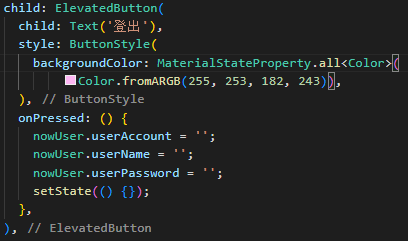 child: ElevatedButton(
child: Text('登出'),
style: ButtonStyle(
backgroundColor: MaterialStateProperty.all<Color>(
Color.fromARGB(255, 253, 182, 243)),
), // ButtonStyle
onPressed: () {
nowUser.userAccount = '';
nowUser.userName = '';
nowUser.userPassword = '';
setState(() {});
},
), // ElevatedButton